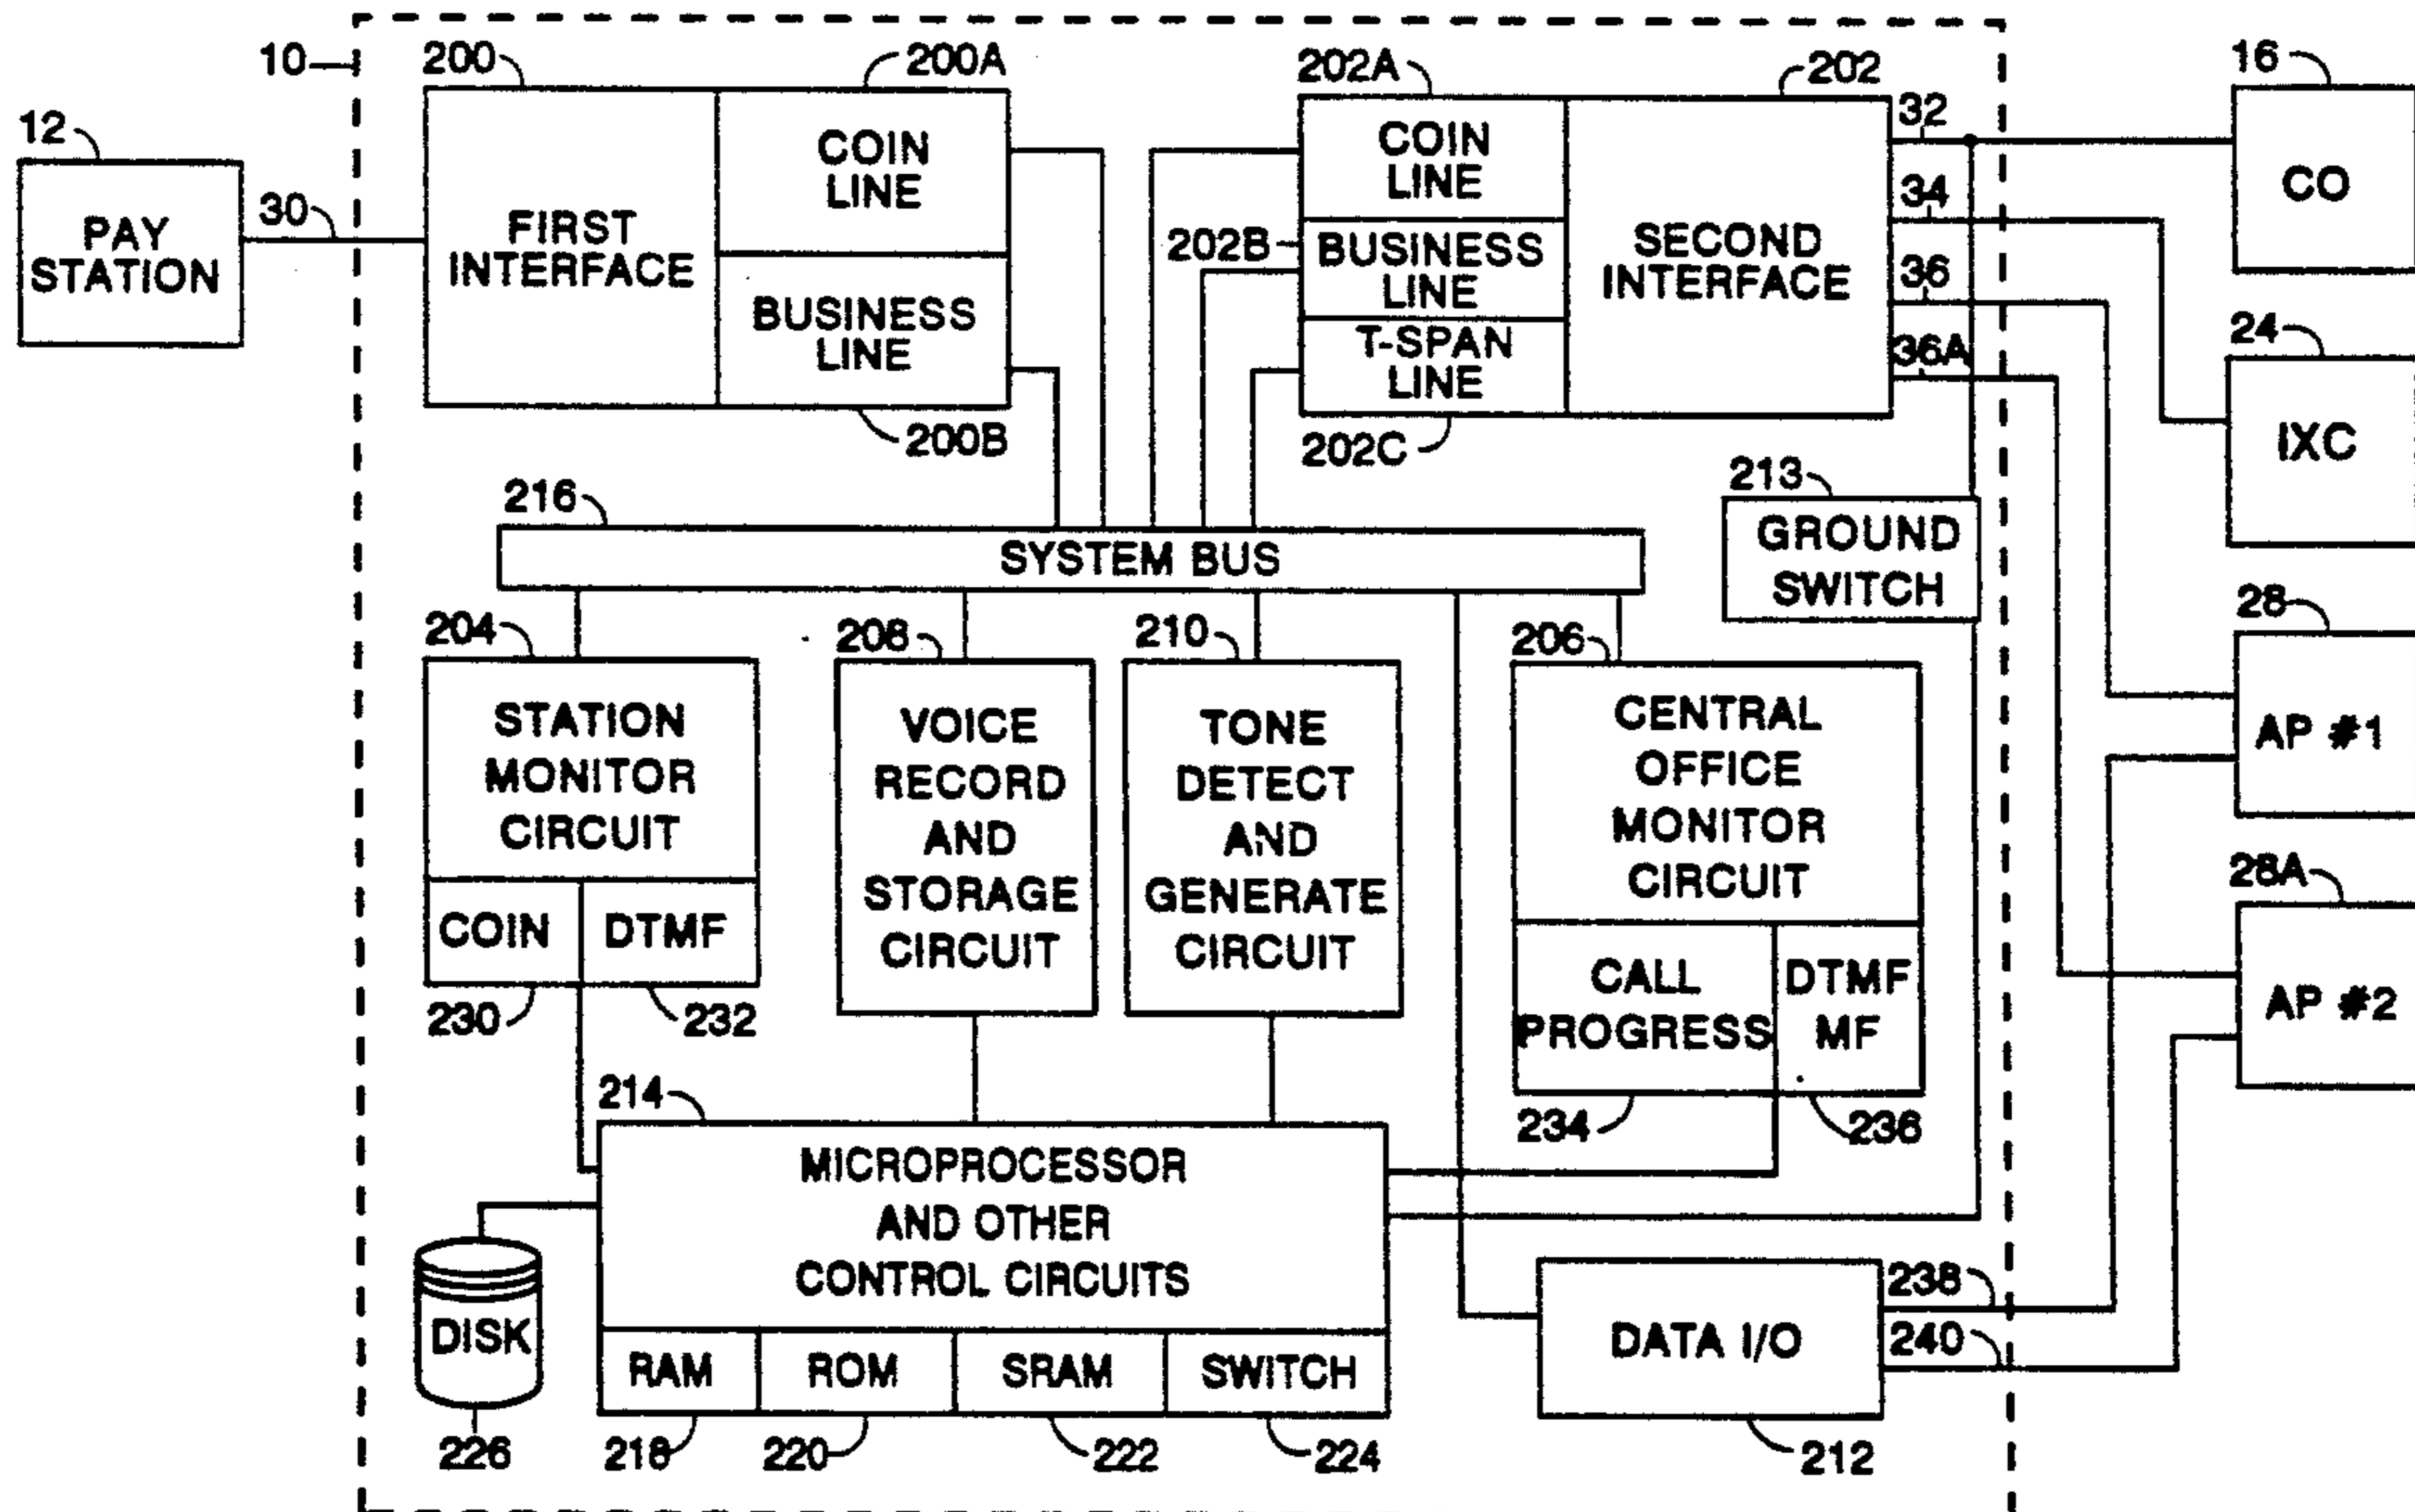 10
200
200A
202A
202
16
12
PAY
STATION
30
FIRST
INTERFACE
COIN
LINE
BUSINESS
LINE
200B
COIN
LINE
202B
BUSINESS
LINE
T-SPAN
LINE
202C
SECOND
INTERFACE
32
34
36
36A
CO
24
IXC
216
SYSTEM BUS
213
GROUND
SWITCH
204
STATION
MONITOR
CIRCUIT
COIN
DTMF
230
232
208
VOICE
RECORD
AND
STORAGE
CIRCUIT
210
TONE
DETECT
AND
GENERATE
CIRCUIT
206
CENTRAL
OFFICE
MONITOR
CIRCUIT
CALL
PROGRESS
DTMF
MF
234
236
28
AP #1
28A
AP #2
214
MICROPROCESSOR
AND OTHER
CONTROL CIRCUITS
RAM
ROM
SRAM
SWITCH
218
220
222
224
DISK
226
DATA I/O
238
240
212